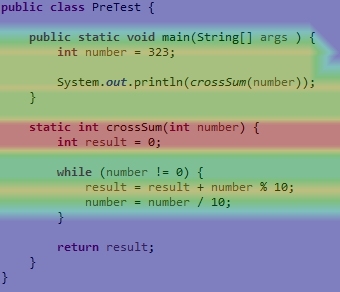 public class PreTest {
public static void main(String[] args ) {
int number = 323;
System.out.println(crossSum(number));
}
static int crossSum(int number) {
int result = 0;
while (number != 0) {
result = result + number % 10;
number = number / 10;
}
return result;
}
}